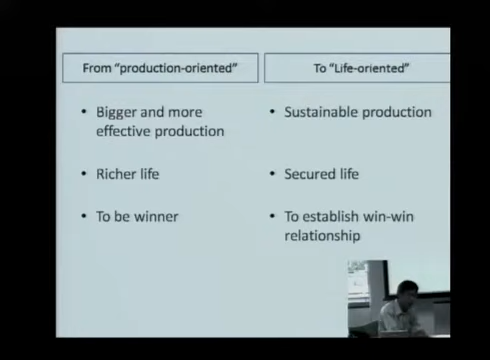 From "production-oriented"
To "Life-oriented"
• Bigger and more
effective production
• Richer life
• To be winner
• Sustainable production
• Secured life
• To establish win-win
relationship